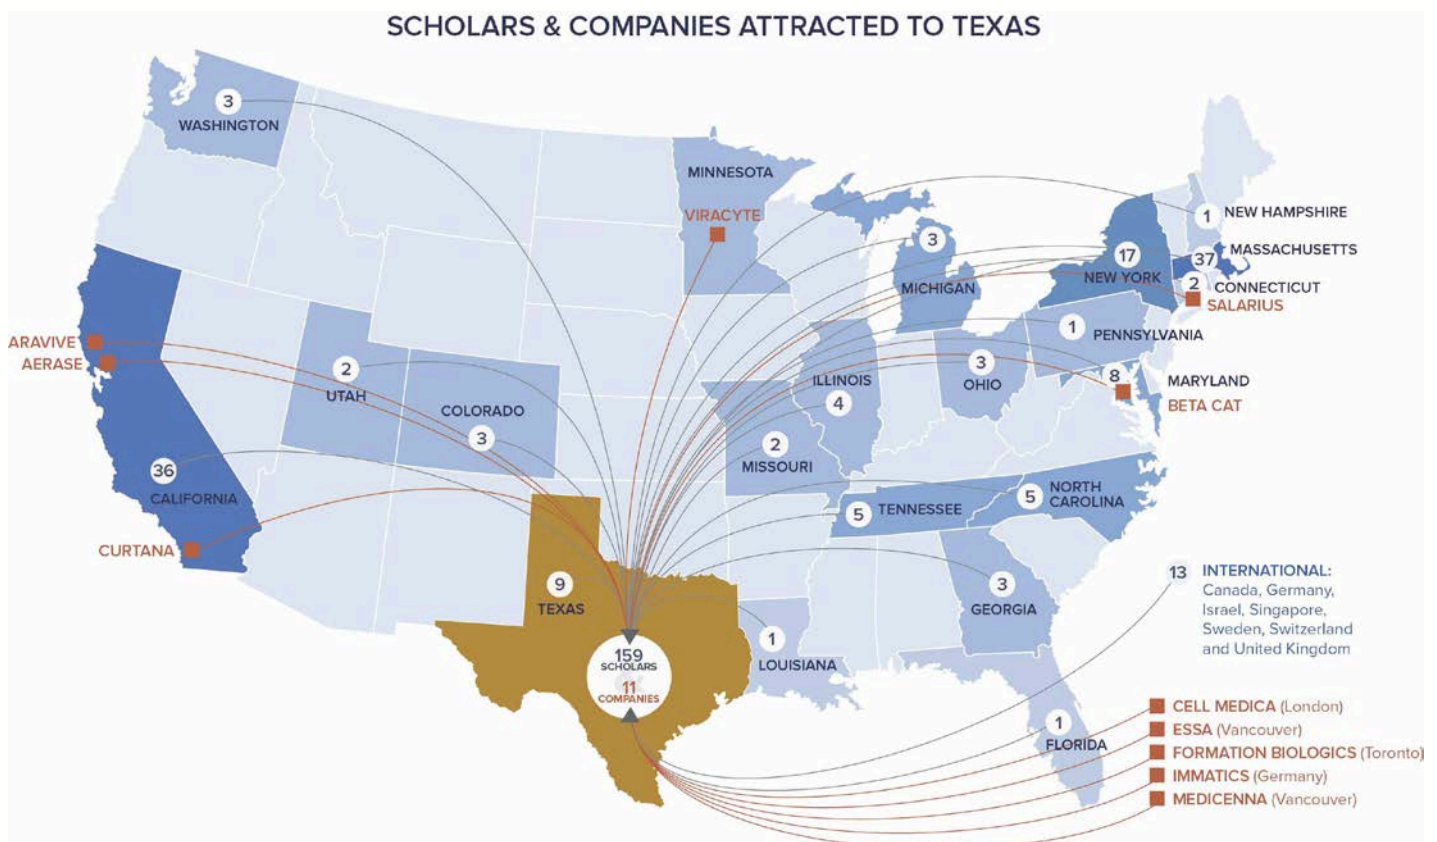 SCHOLARS & COMPANIES ATTRACTED TO TEXAS
3
WASHINGTON
MINNESOTA
VIRACYTE
3
MICHIGAN
17
NEW YORK
1
NEW HAMPSHIRE
37
MASSACHUSETTS
2
CONNECTICUT
SALARIUS
1
PENNSYLVANIA
ARAVIVE
AERASE
2
UTAH
COLORADO
3
ILLINOIS
4
3
OHIO
8
MARYLAND
BETA CAT
36
CALIFORNIA
2
MISSOURI
5
NORTH
CAROLINA
5
TENNESSEE
CURTANA
9
TEXAS
3
GEORGIA
13
INTERNATIONAL:
Canada, Germany,
Israel, Singapore,
Sweden, Switzerland
and United Kingdom
159
SCHOLARS
11
COMPANIES
1
LOUISIANA
1
FLORIDA
CELL MEDICA (London)
ESSA (Vancouver)
FORMATION BIOLOGICS (Toronto)
IMMATICS (Germany)
MEDICENNA (Vancouver)